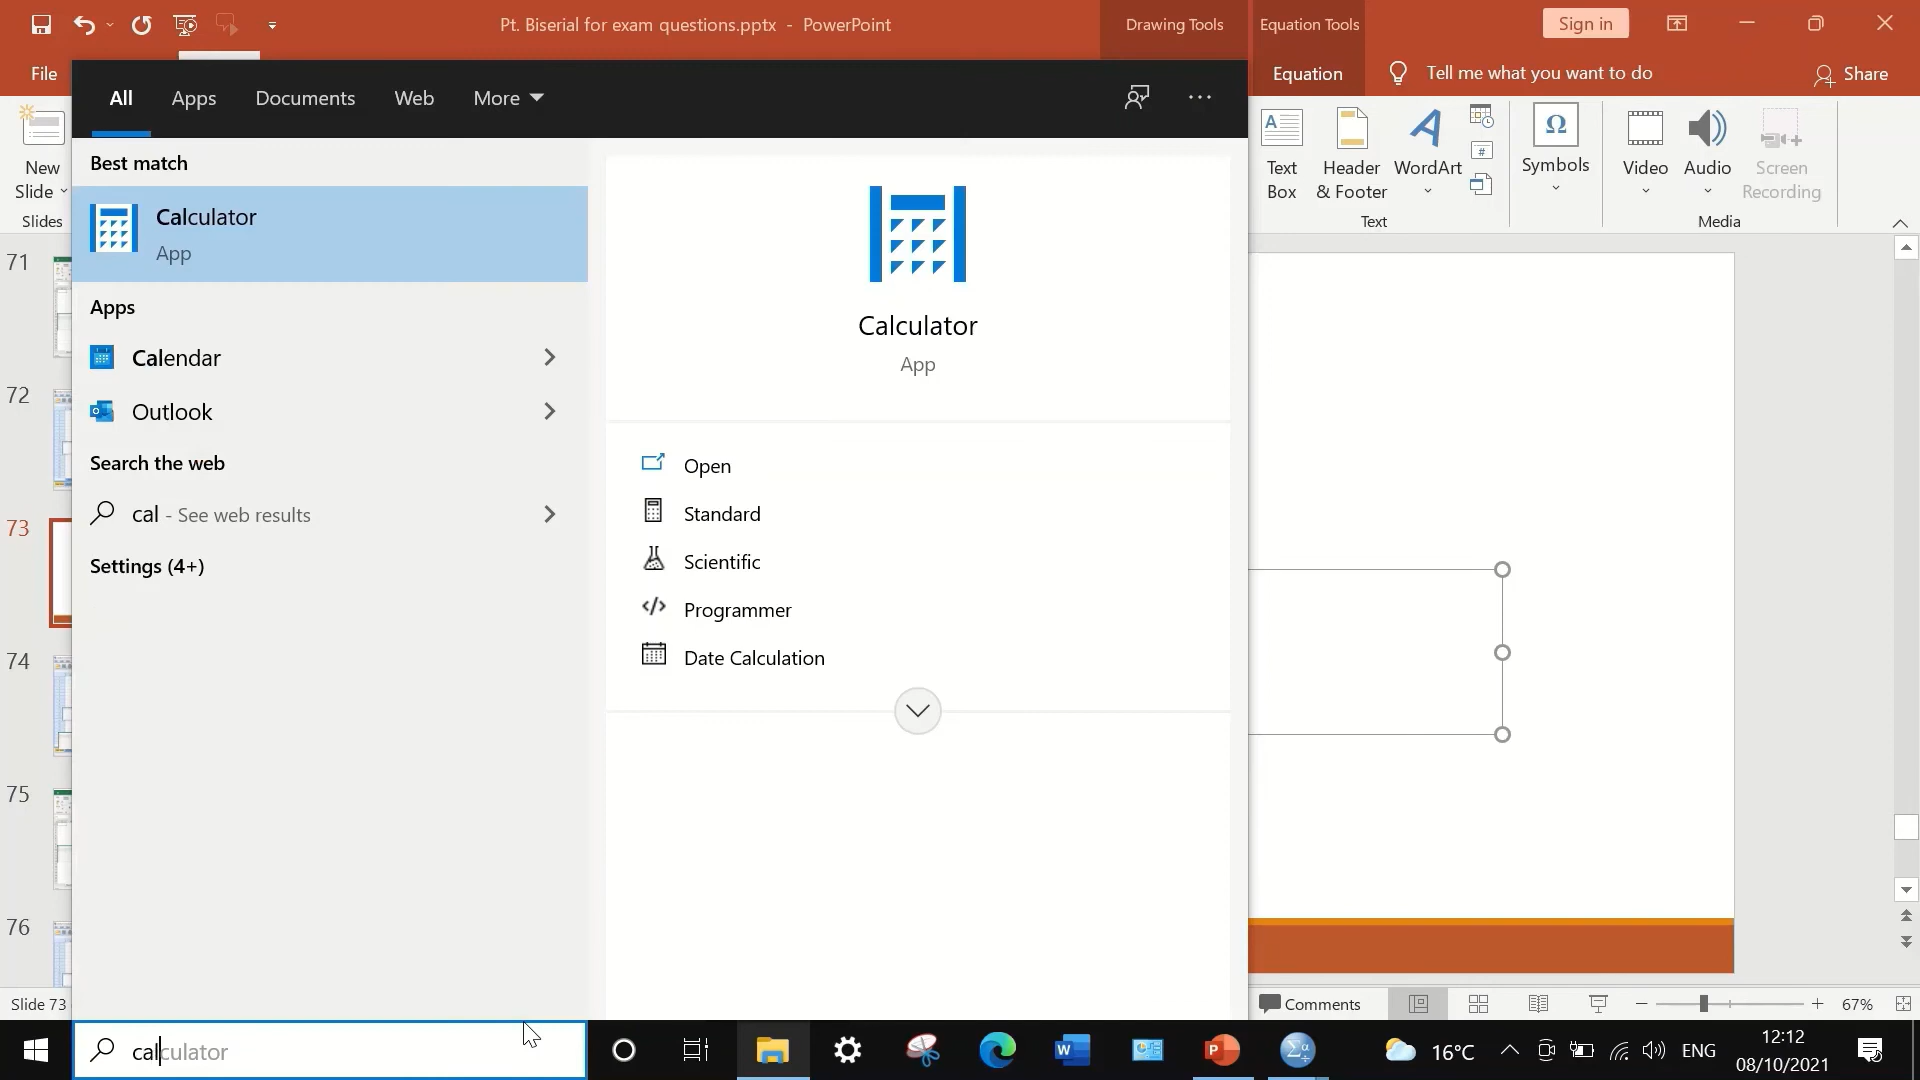 Pt. Biserial for exam questions.pptx - PowerPoint
Drawing Tools
Equation Tools
Sign in
File
Equation
Tell me what you want to do
Share
All
Apps
Documents
Web
More
New
Slide
Slides
Text
Box
Header
& Footer
WordArt
Text
Symbols
Video
Audio
Screen
Recording
Media
Best match
Calculator
App
Apps
Calendar
Outlook
Search the web
cal - See web results
Settings (4+)
Calculator
App
Open
Standard
Scientific
Programmer
Date Calculation
71
72
73
74
75
76
Slide 73
Comments
67%
calculator
16°C
ENG
12:12
08/10/2021